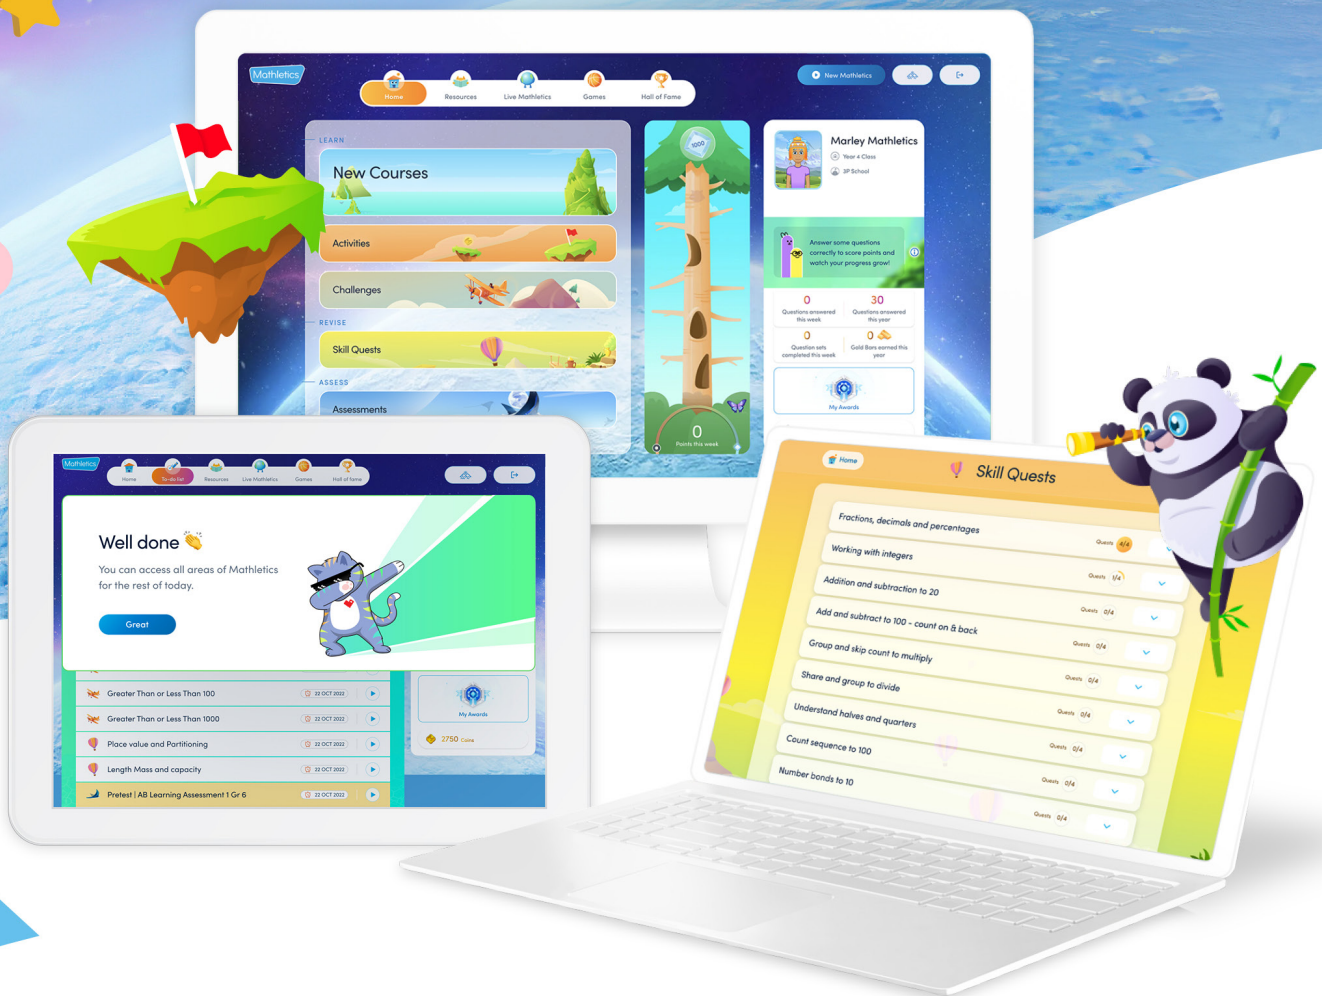 Mathletics
Home
Resources
Live Mathletics
Games
Hall of Fame
New Mathletics
LEARN
New Courses
Activities
Challenges
REVISE
Skill Quests
ASSESS
Assessments
1000
0
Points this week
Marley Mathletics
Year 4 Class
3P School
Answer some questions
correctly to score points and
watch your progress grow!
0
Questions answered
this week
30
Questions answered
this year
0
Question sets
completed this week
0
Gold Bars earned this
year
My Awards
Mathletics
Home
To-do list
Resources
Live Mathletics
Games
Hall of fame
Well done
You can access all areas of Mathletics
for the rest of today.
Great
Greater Than or Less Than 100
22 OCT 2022
Greater Than or Less Than 1000
22 OCT 2022
Place value and Partitioning
22 OCT 2022
Length Mass and capacity
22 OCT 2022
Pretest | AB Learning Assessment 1 Gr 6
22 OCT 2022
My Awards
2750 Coins
Home
Skill Quests
Fractions, decimals and percentages
Quests 4/4
Working with integers
Quests 1/4
Addition and subtraction to 20
Quests 0/4
Add and subtract to 100 - count on & back
Quests 0/4
Group and skip count to multiply
Quests 0/4
Share and group to divide
Quests 0/4
Understand halves and quarters
Quests 0/4
Count sequence to 100
Quests 0/4
Number bonds to 10
Quests 0/4